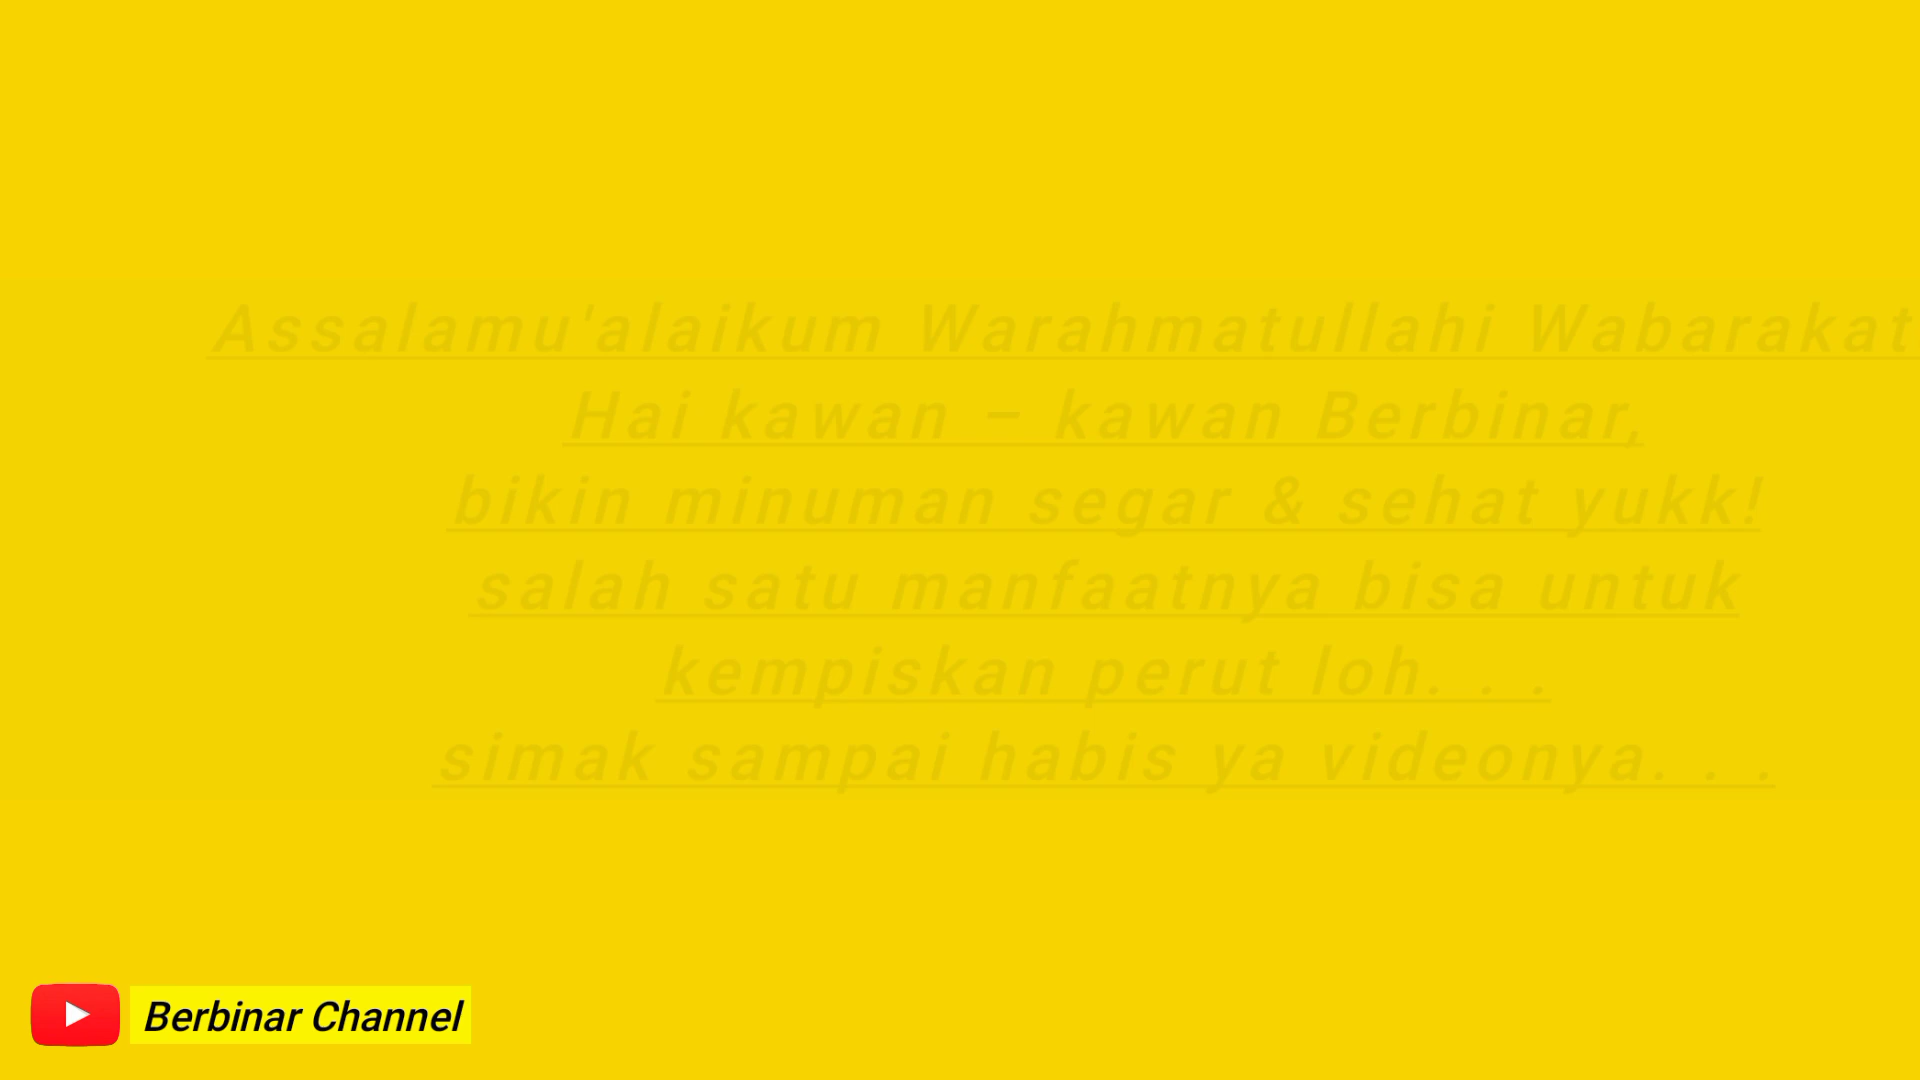 Assalamu'alaikum Warahmatullahi Wabarakat
Hai kawan – kawan Berbinar,
bikin minuman segar & sehat yukk!
salah satu manfaatnya bisa untuk
kempiskan perut loh. . .
simak sampai habis ya videonya. . .
Berbinar Channel